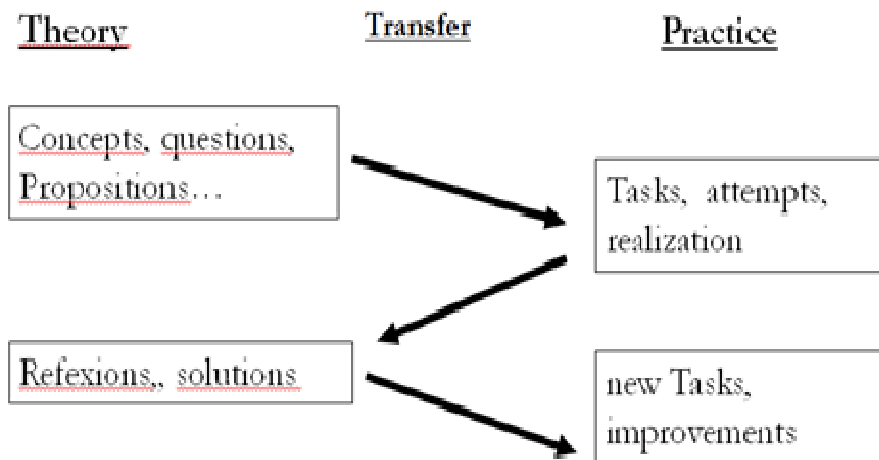 Theory Transfer Practice
Concepts, questions,
Propositions...
Tasks, attempts,
realization
Refexions,, solutions
new Tasks,
improvements